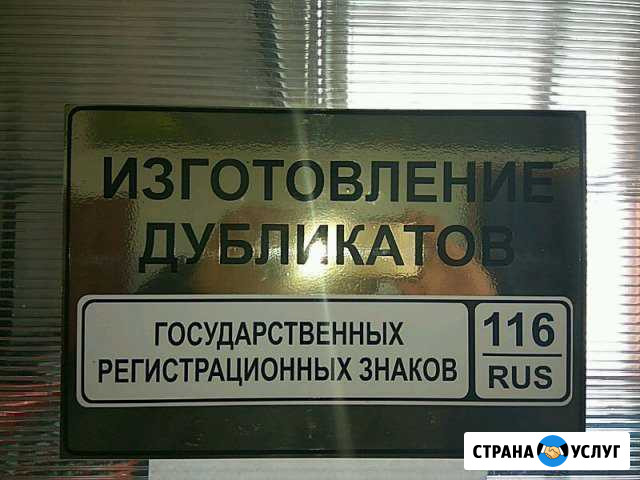 ИЗГОТОВЛЕНИЕ
ДУБЛИКАТОВ
ГОСУДАРСТВЕННЫХ
РЕГИСТРАЦИОННЫХ ЗНАКОВ
116
RUS
СТРАНА УСЛУГ